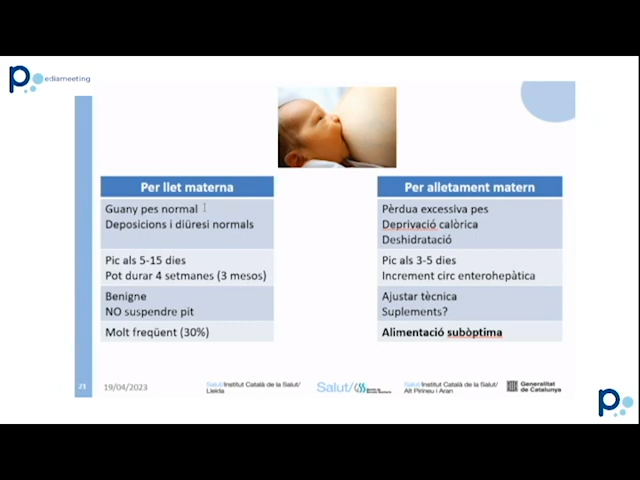 Pediameeting
Per llet materna
Guany pes normal
Deposicions i diüresi normals
Pic als 5-15 dies
Pot durar 4 setmanes (3 mesos)
Benigne
NO suspendre pit
Molt freqüent (30%)
Per alletament matern
Pèrdua excessiva pes
Deprivació calòrica
Deshidratació
Pic als 3-5 dies
Increment circ enterohepàtica
Ajustar tècnica
Suplements?
Alimentació subòptima
19/04/2023
Salut/Institut Català de la Salut/
Lleida
Salut/
Salut/Institut Català de la Salut/
Alt Pirineu i Aran
Generalitat
de Catalunya
P